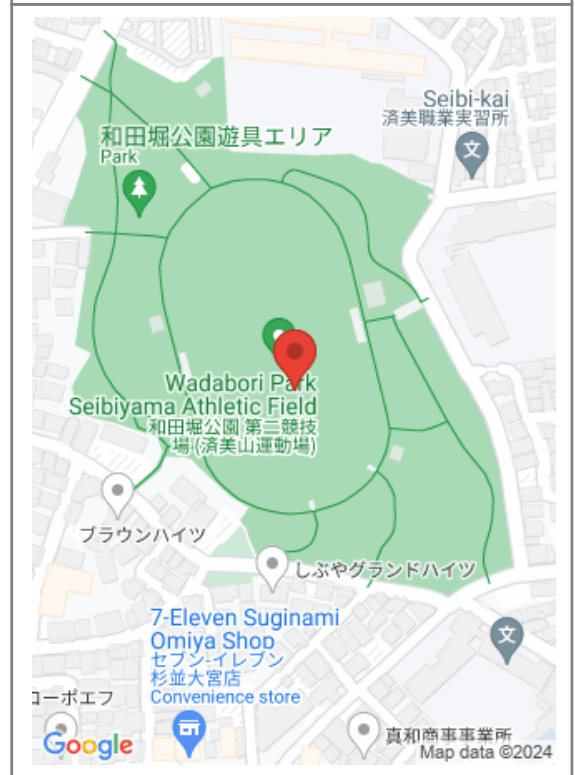 Seibi-kai
済美職業実習所
文
和田堀公園遊具エリア
Park
Wadabori Park
Seibiyama Athletic Field
和田堀公園 第二競技
場 (済美山運動場)
ブラウンハイツ
しぶやグランドハイツ
7-Eleven Suginami
Omiya Shop
セブン-イレブン
杉並大宮店
Convenience store
文
コーポエフ
真和商事事業所
Google
Map data ©2024